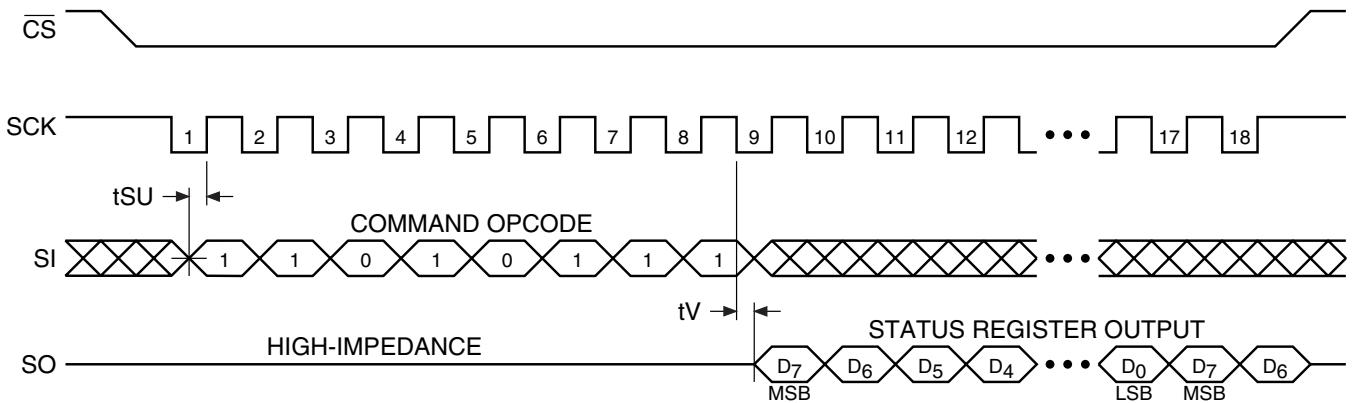 CS
SCK 1 2 3 4 5 6 7 8 9 10 11 12 ••• 17 18
tSU
COMMAND OPCODE
SI 1 1 0 1 0 1 1 1 •••
tV
HIGH-IMPEDANCE
STATUS REGISTER OUTPUT
SO D7 D6 D5 D4 ••• D0 D7 D6
MSB LSB MSB